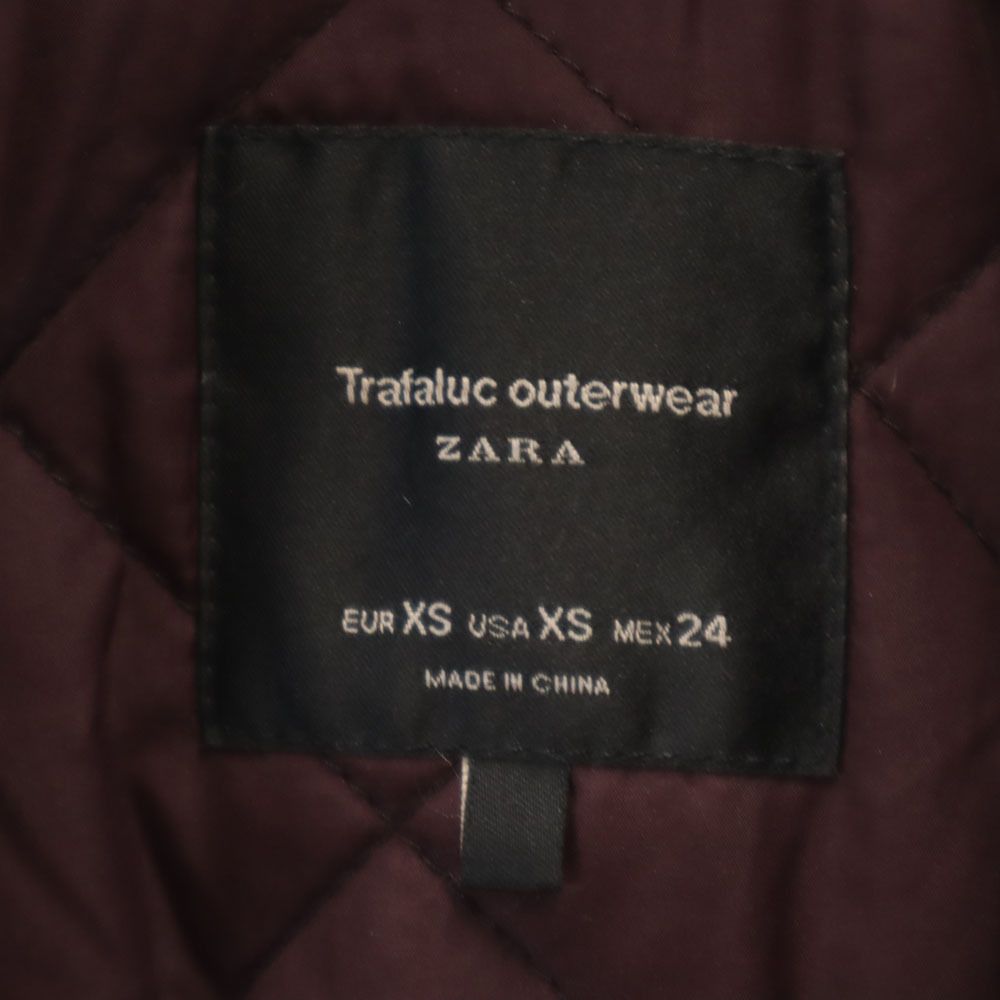 Trafaluc outerwear
ZARA
EUR XS USA XS MEX 24
MADE IN CHINA